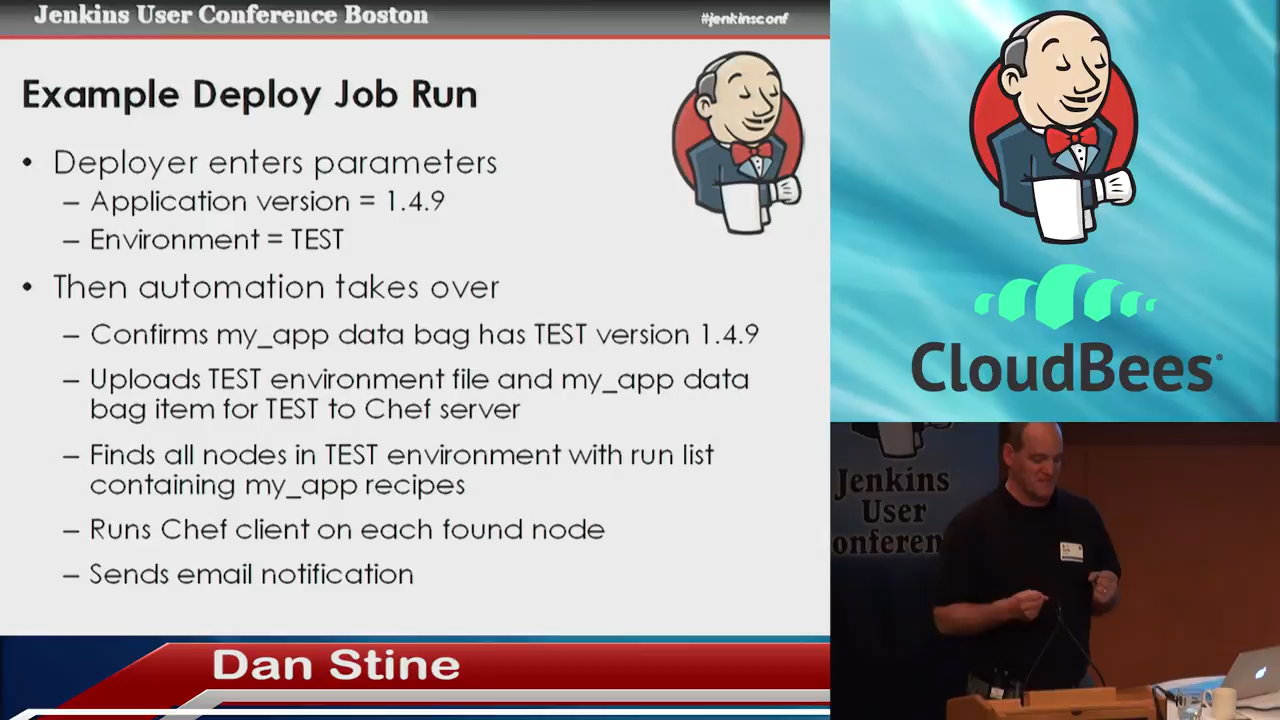 Jenkins User Conference Boston
#jenkinsconf
Example Deploy Job Run
• Deployer enters parameters
– Application version = 1.4.9
– Environment = TEST
• Then automation takes over
– Confirms my_app data bag has TEST version 1.4.9
– Uploads TEST environment file and my_app data
bag item for TEST to Chef server
– Finds all nodes in TEST environment with run list
containing my_app recipes
– Runs Chef client on each found node
– Sends email notification
Dan Stine
CloudBees®
Jenkins
User
onferen